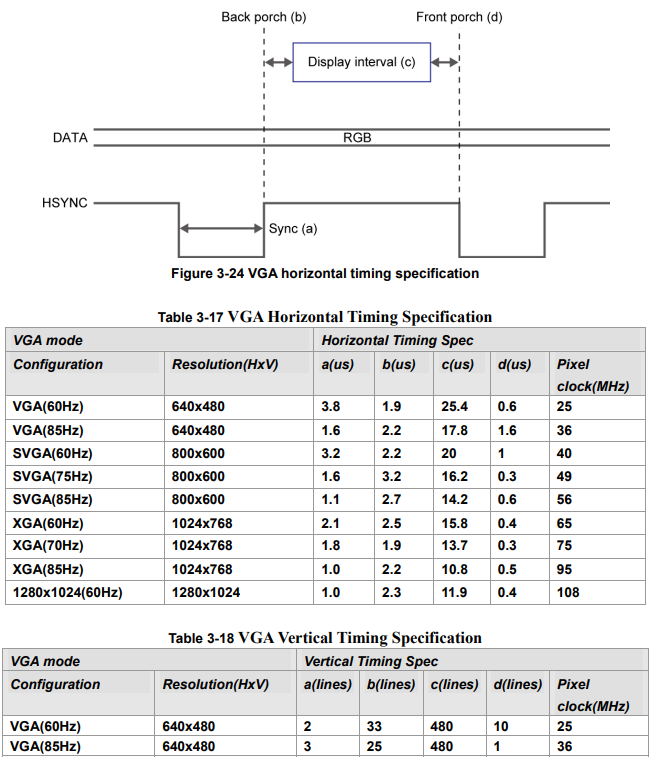 Back porch (b) Front porch (d)
Display interval (c)
DATA RGB
HSYNC
Sync (a)
Figure 3-24 VGA horizontal timing specification
Table 3-17 VGA Horizontal Timing Specification
VGA mode Horizontal Timing Spec
Configuration Resolution(HxV) a(us) b(us) c(us) d(us) Pixel
clock(MHz)
VGA(60Hz) 640x480 3.8 1.9 25.4 0.6 25
VGA(85Hz) 640x480 1.6 2.2 17.8 1.6 36
SVGA(60Hz) 800x600 3.2 2.2 20 1 40
SVGA(75Hz) 800x600 1.6 3.2 16.2 0.3 49
SVGA(85Hz) 800x600 1.1 2.7 14.2 0.6 56
XGA(60Hz) 1024x768 2.1 2.5 15.8 0.4 65
XGA(70Hz) 1024x768 1.8 1.9 13.7 0.3 75
XGA(85Hz) 1024x768 1.0 2.2 10.8 0.5 95
1280x1024(60Hz) 1280x1024 1.0 2.3 11.9 0.4 108
Table 3-18 VGA Vertical Timing Specification
VGA mode Vertical Timing Spec
Configuration Resolution(HxV) a(lines) b(lines) c(lines) d(lines) Pixel
clock(MHz)
VGA(60Hz) 640x480 2 33 480 10 25
VGA(85Hz) 640x480 3 25 480 1 36